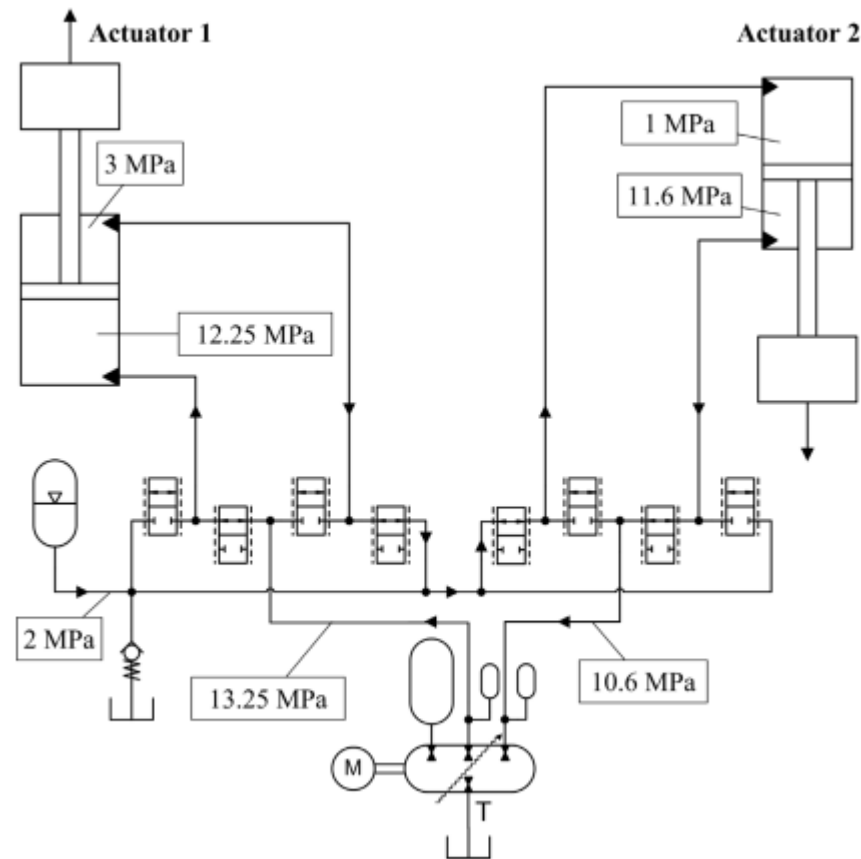 Actuator 1
Actuator 2
1 MPa
3 MPa
11.6 MPa
12.25 MPa
2 MPa
13.25 MPa
10.6 MPa
M
T